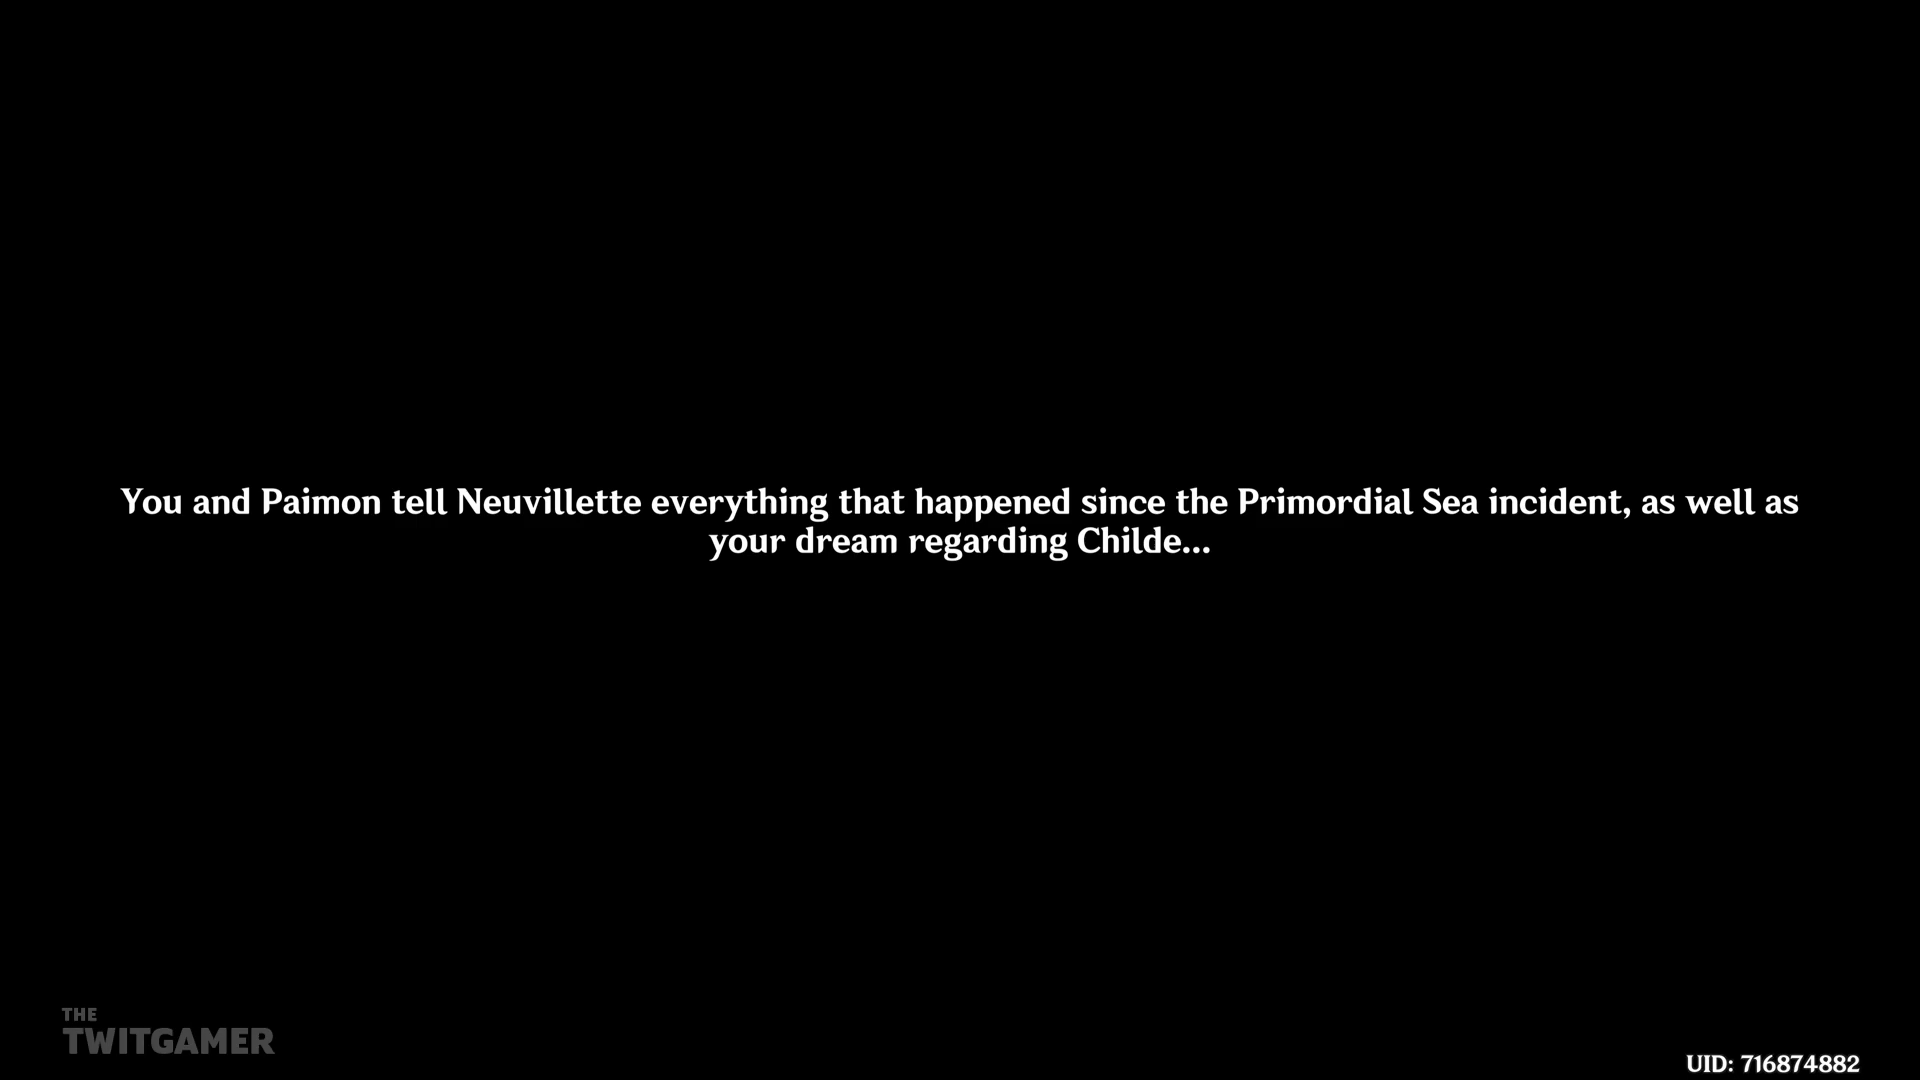 You and Paimon tell Neuvillette everything that happened since the Primordial Sea incident, as well as
your dream regarding Childe...
THE
TWITGAMER
UID: 716874882